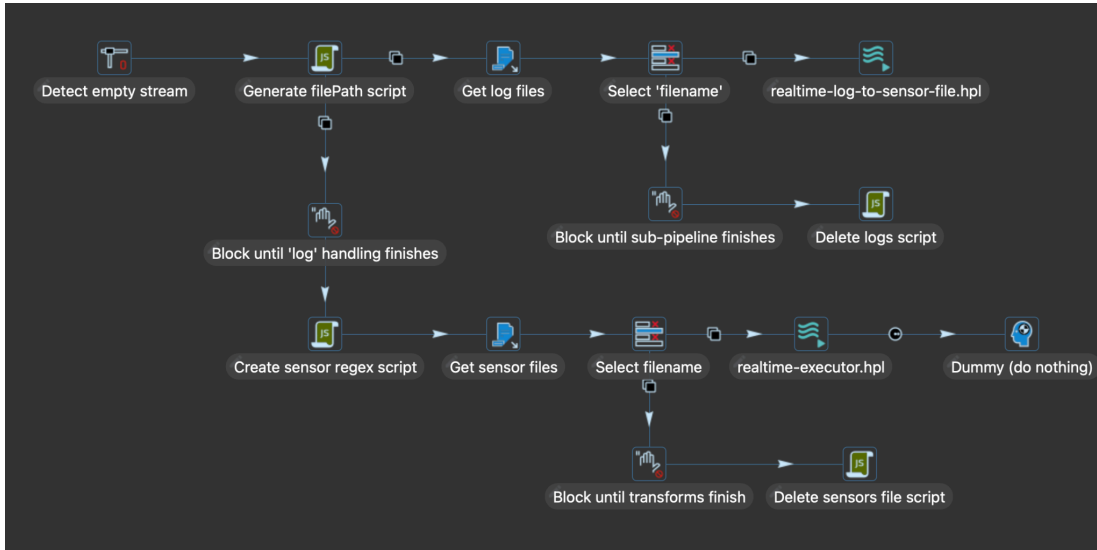 Detect empty stream
Generate filePath script
Get log files
Select 'filename'
realtime-log-to-sensor-file.hpl
Block until 'log' handling finishes
Block until sub-pipeline finishes
Delete logs script
Create sensor regex script
Get sensor files
Select filename
realtime-executor.hpl
Dummy (do nothing)
Block until transforms finish
Delete sensors file script